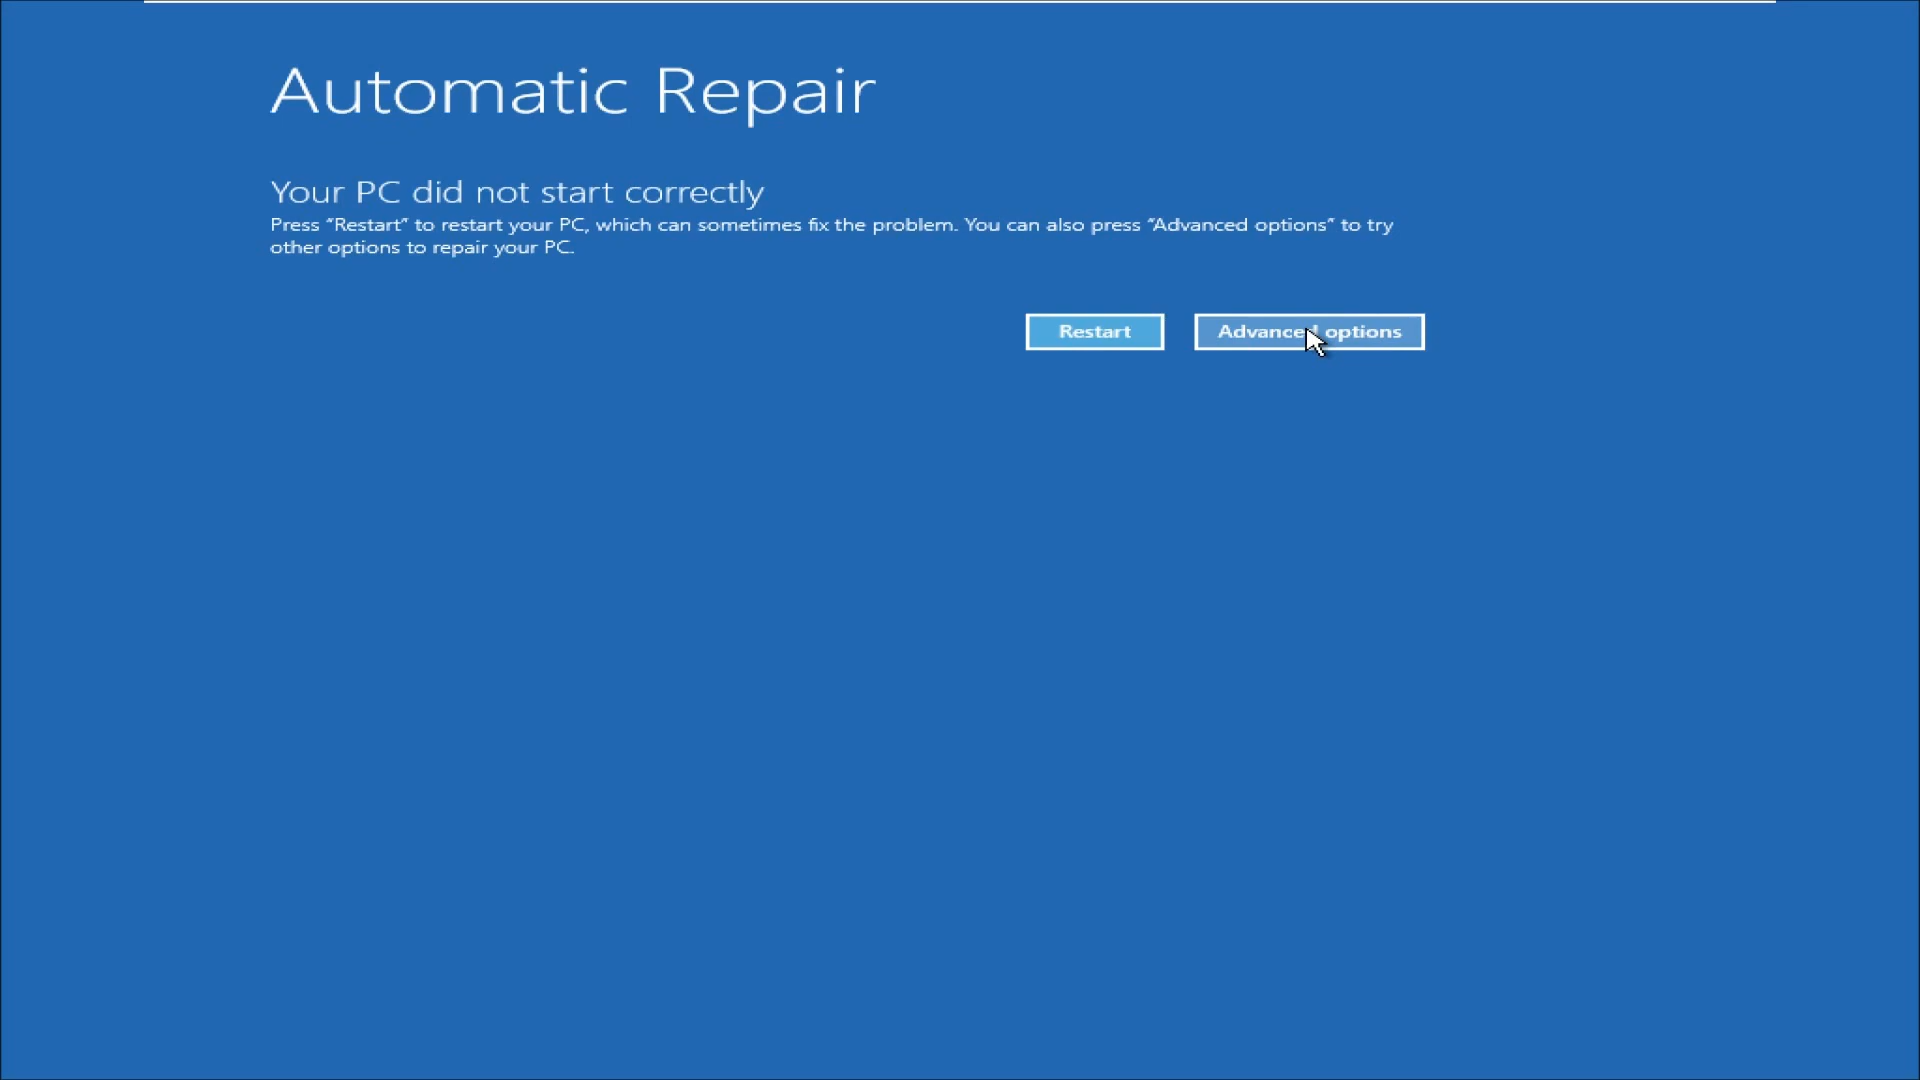 Automatic Repair
Your PC did not start correctly
Press “Restart” to restart your PC, which can sometimes fix the problem. You can also press “Advanced options” to try
other options to repair your PC.
Restart
Advanced options